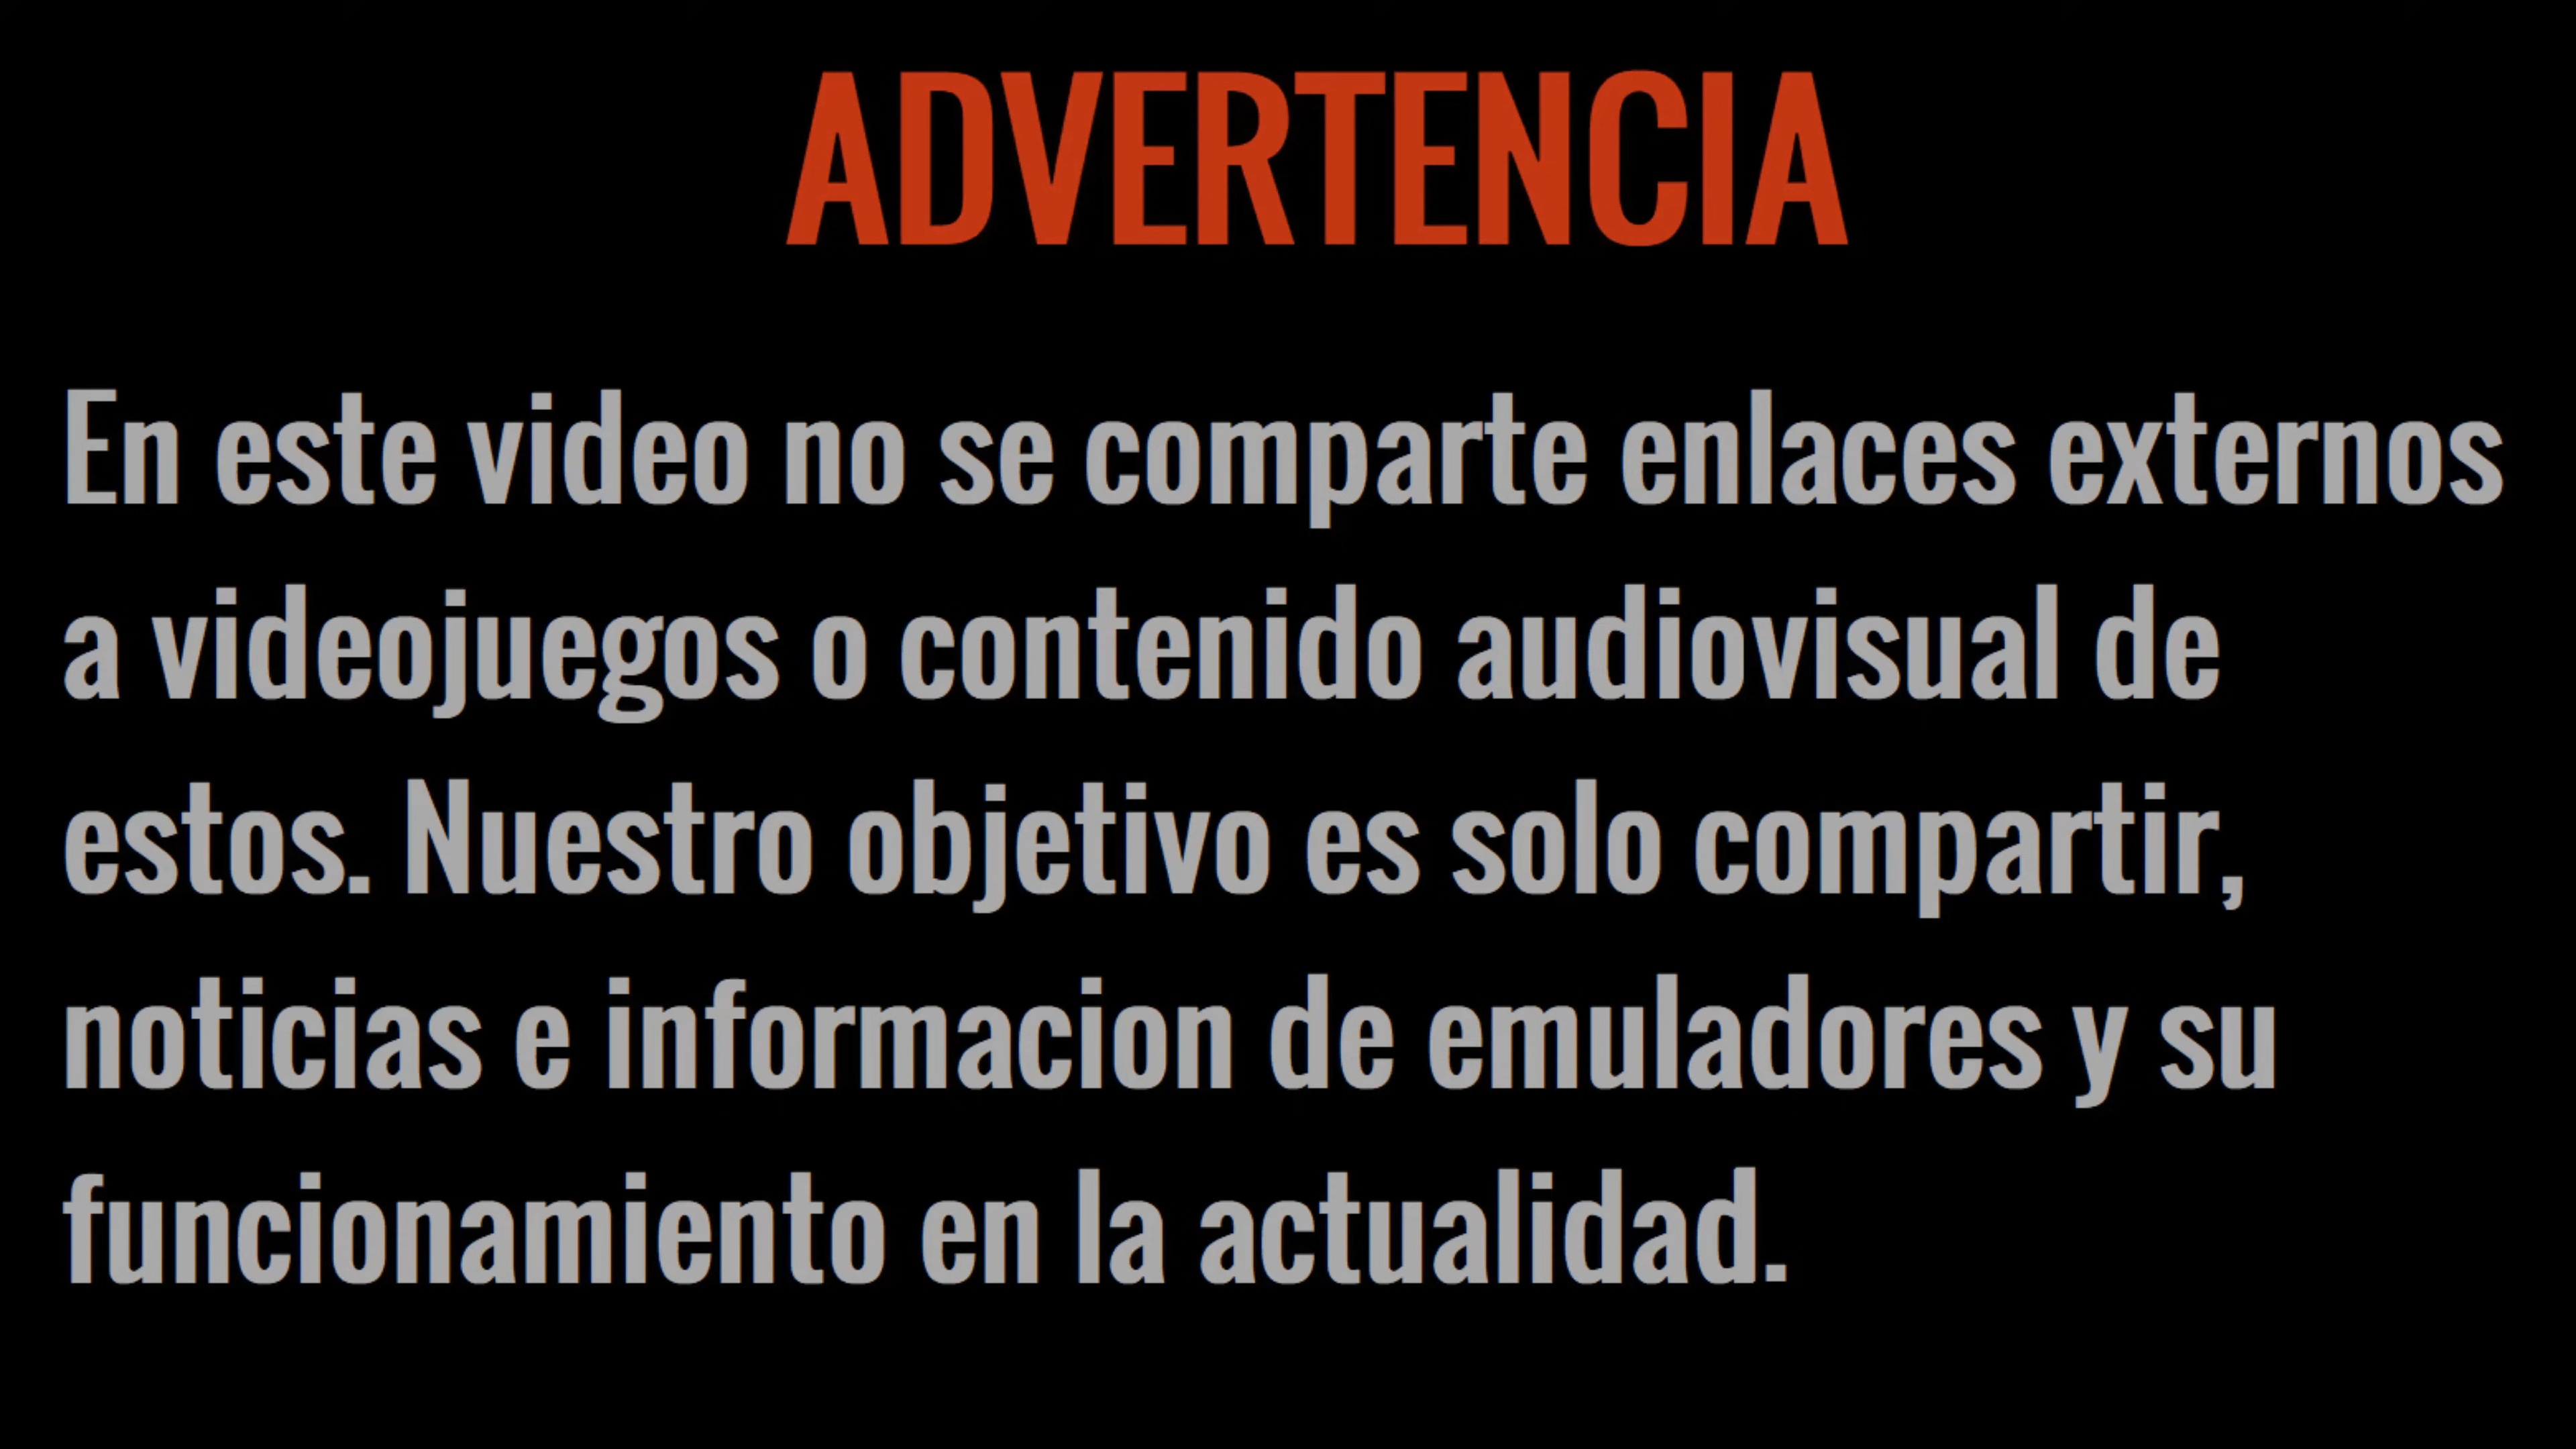 ADVERTENCIA
En este video no se comparte enlaces externos
a videojuegos o contenido audiovisual de
estos. Nuestro objetivo es solo compartir,
noticias e informacion de emuladores y su
funcionamiento en la actualidad.